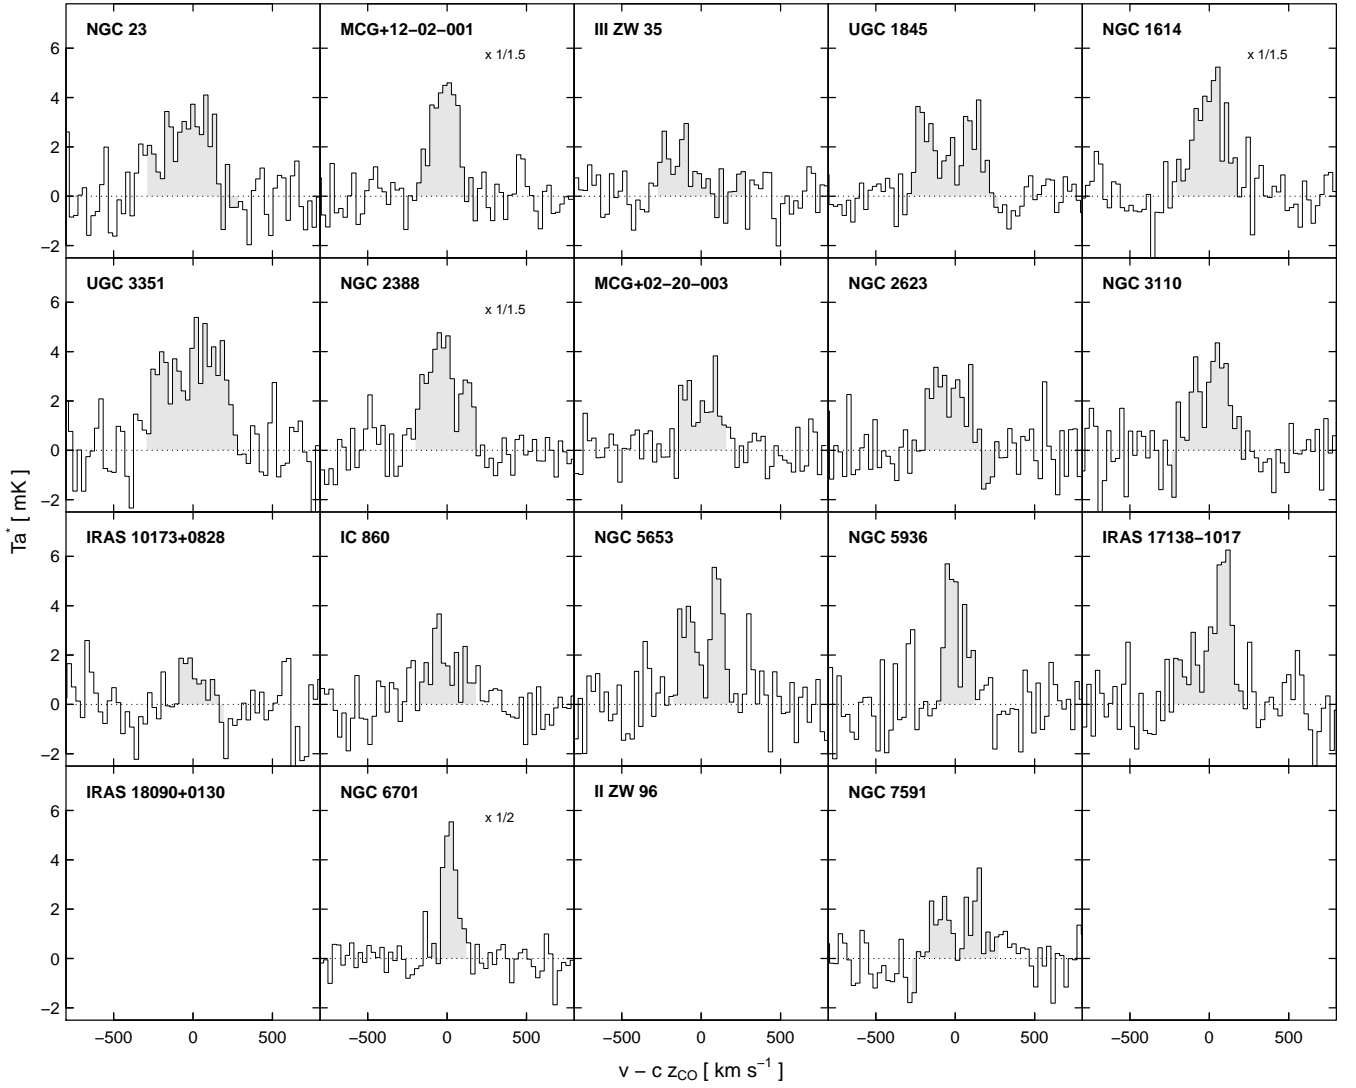 NGC 23
MCG+12−02−001
x 1/1.5
III ZW 35
UGC 1845
NGC 1614
x 1/1.5
6
4
2
0
−2
UGC 3351
NGC 2388
x 1/1.5
MCG+02−20−003
NGC 2623
NGC 3110
6
4
2
0
−2
Ta* [ mK ]
IRAS 10173+0828
IC 860
NGC 5653
NGC 5936
IRAS 17138−1017
6
4
2
0
−2
IRAS 18090+0130
NGC 6701
x 1/2
II ZW 96
NGC 7591
6
4
2
0
−2
−500 0 500 −500 0 500 −500 0 500 −500 0 500 −500 0 500
v − c zCO [ km s−1 ]